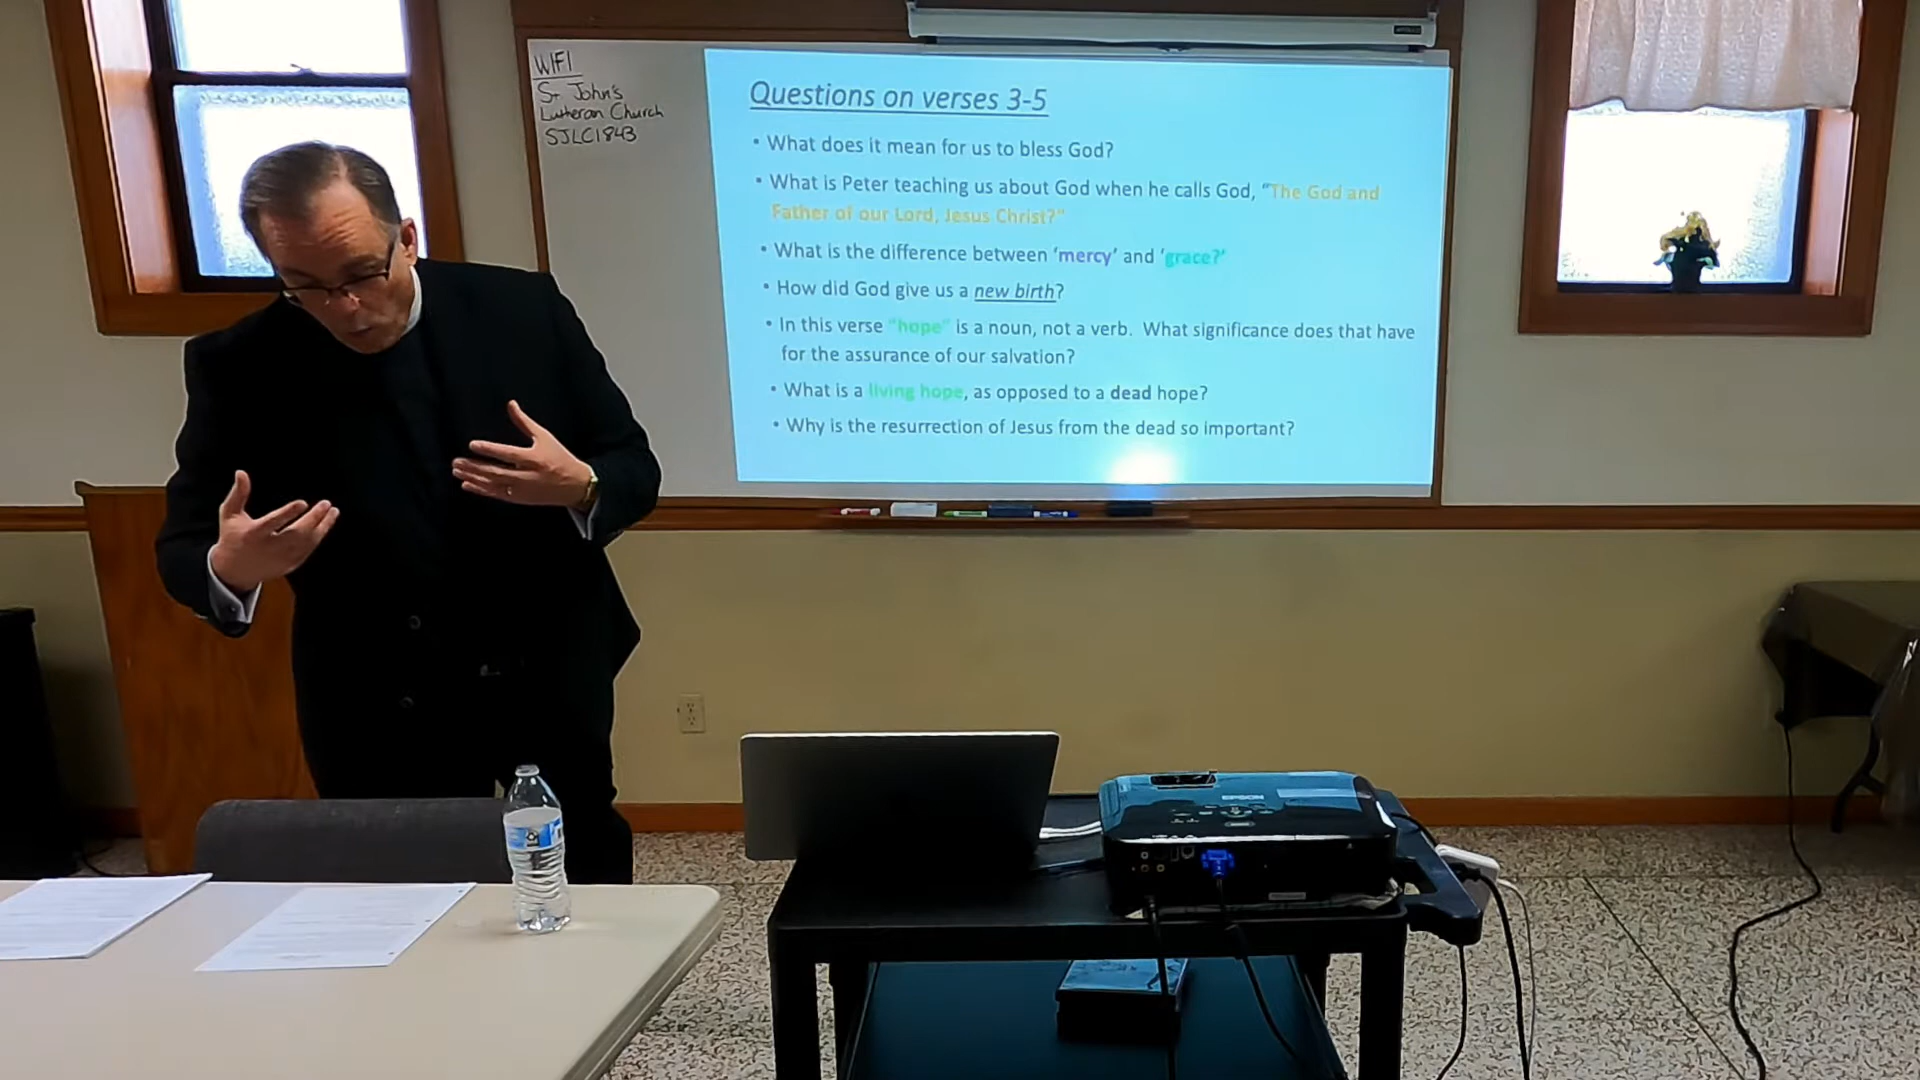 WIFI
St. John's
Lutheran Church
SJLC1843
Questions on verses 3-5
• What does it mean for us to bless God?
• What is Peter teaching us about God when he calls God, “The God and
Father of our Lord, Jesus Christ?”
• What is the difference between ‘mercy’ and ‘grace?’
• How did God give us a new birth?
• In this verse “hope” is a noun, not a verb. What significance does that have
for the assurance of our salvation?
• What is a living hope, as opposed to a dead hope?
• Why is the resurrection of Jesus from the dead so important?
EPSON